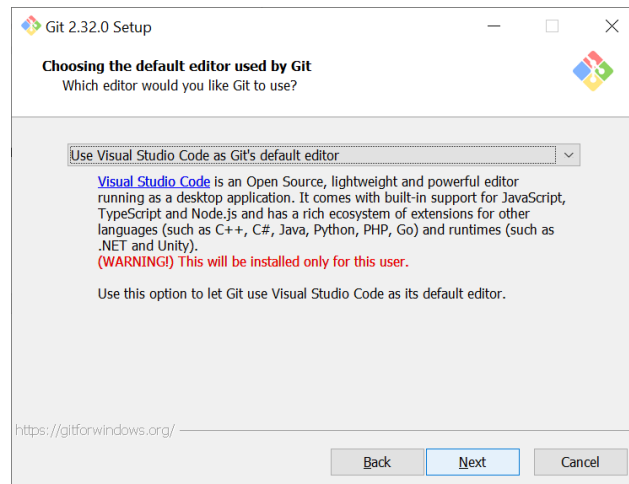 Git 2.32.0 Setup
Choosing the default editor used by Git
Which editor would you like Git to use?
Use Visual Studio Code as Git's default editor
Visual Studio Code is an Open Source, lightweight and powerful editor
running as a desktop application. It comes with built-in support for JavaScript,
TypeScript and Node.js and has a rich ecosystem of extensions for other
languages (such as C++, C#, Java, Python, PHP, Go) and runtimes (such as
.NET and Unity).
(WARNING!) This will be installed only for this user.
Use this option to let Git use Visual Studio Code as its default editor.
https://gitforwindows.org/
Back Next Cancel